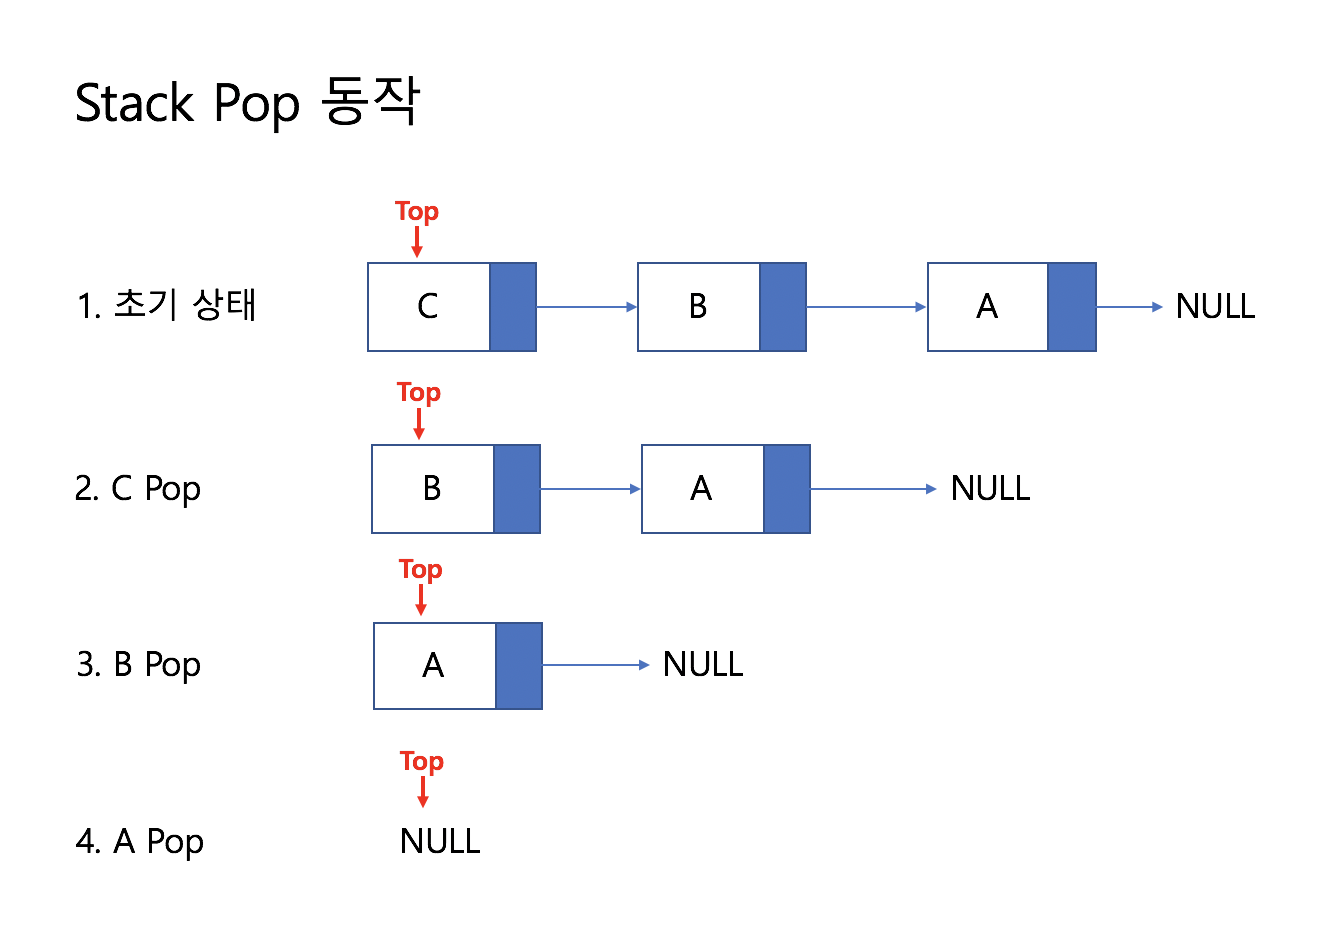 Stack Pop 동작
Top
1. 초기 상태 C B A NULL
Top
2. C Pop B A NULL
Top
3. B Pop A NULL
Top
4. A Pop NULL